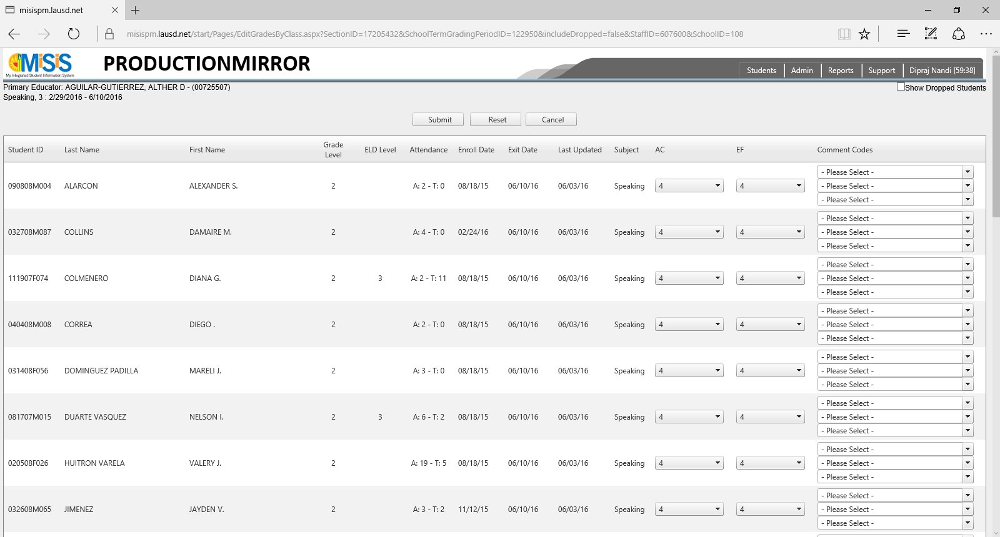 misispm.lausd.net
misispm.lausd.net/start/Pages/EditGradesByClass.aspx?SectionID=17205432&SchoolTermGradingPeriodID=122950&includeDropped=false&StaffID=607600&SchoolID=108
MiSiS
My Integrated Student Information System
PRODUCTIONMIRROR
Students Admin Reports Support Dipraj Nandi [59:38]
Primary Educator: AGUILAR-GUTIERREZ, ALTHER D - (00725507)
Show Dropped Students
Speaking, 3 : 2/29/2016 - 6/10/2016
Submit Reset Cancel
Student ID Last Name First Name Grade Level ELD Level Attendance Enroll Date Exit Date Last Updated Subject AC EF Comment Codes
- Please Select -
090808M004 ALARCON ALEXANDER S. 2 A: 2 - T: 0 08/18/15 06/10/16 06/03/16 Speaking 4 4 - Please Select -
- Please Select -
- Please Select -
032708M087 COLLINS DAMAIRE M. 2 A: 4 - T: 0 02/24/16 06/10/16 06/03/16 Speaking 4 4 - Please Select -
- Please Select -
- Please Select -
111907F074 COLMENERO DIANA G. 2 3 A: 2 - T: 11 08/18/15 06/10/16 06/03/16 Speaking 4 4 - Please Select -
- Please Select -
- Please Select -
040408M008 CORREA DIEGO . 2 A: 2 - T: 0 08/18/15 06/10/16 06/03/16 Speaking 4 4 - Please Select -
- Please Select -
- Please Select -
031408F056 DOMINGUEZ PADILLA MARELI J. 2 A: 3 - T: 0 08/18/15 06/10/16 06/03/16 Speaking 4 4 - Please Select -
- Please Select -
- Please Select -
081707M015 DUARTE VASQUEZ NELSON I. 2 3 A: 6 - T: 2 08/18/15 06/10/16 06/03/16 Speaking 4 4 - Please Select -
- Please Select -
- Please Select -
020508F026 HUITRON VARELA VALERY J. 2 A: 19 - T: 5 08/18/15 06/10/16 06/03/16 Speaking 4 4 - Please Select -
- Please Select -
- Please Select -
032608M065 JIMENEZ JAYDEN V. 2 A: 3 - T: 2 11/12/15 06/10/16 06/03/16 Speaking 4 4 - Please Select -
- Please Select -